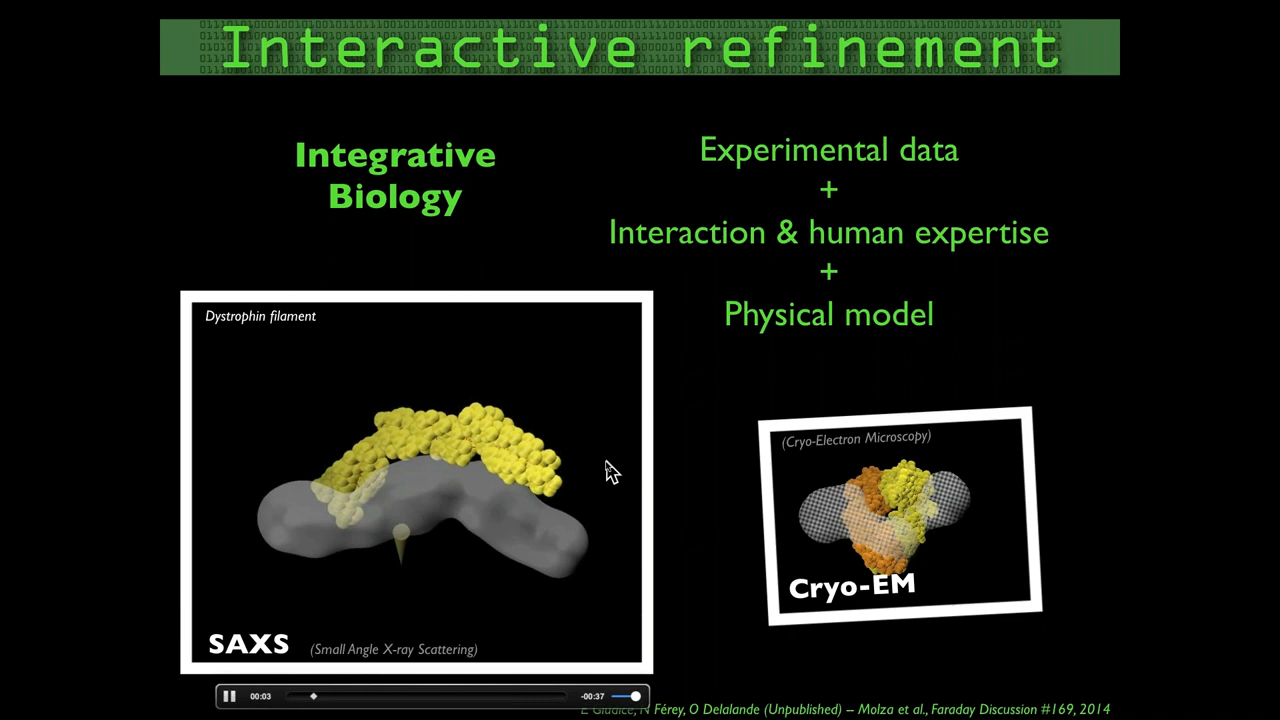 Interactive refinement
Integrative
Biology
Experimental data
+
Interaction & human expertise
+
Physical model
Dystrophin filament
SAXS (Small Angle X-ray Scattering)
(Cryo-Electron Microscopy)
Cryo-EM
00:03 -00:37
E Giudice, N Férey, O Delalande (Unpublished) – Molza et al., Faraday Discussion #169, 2014